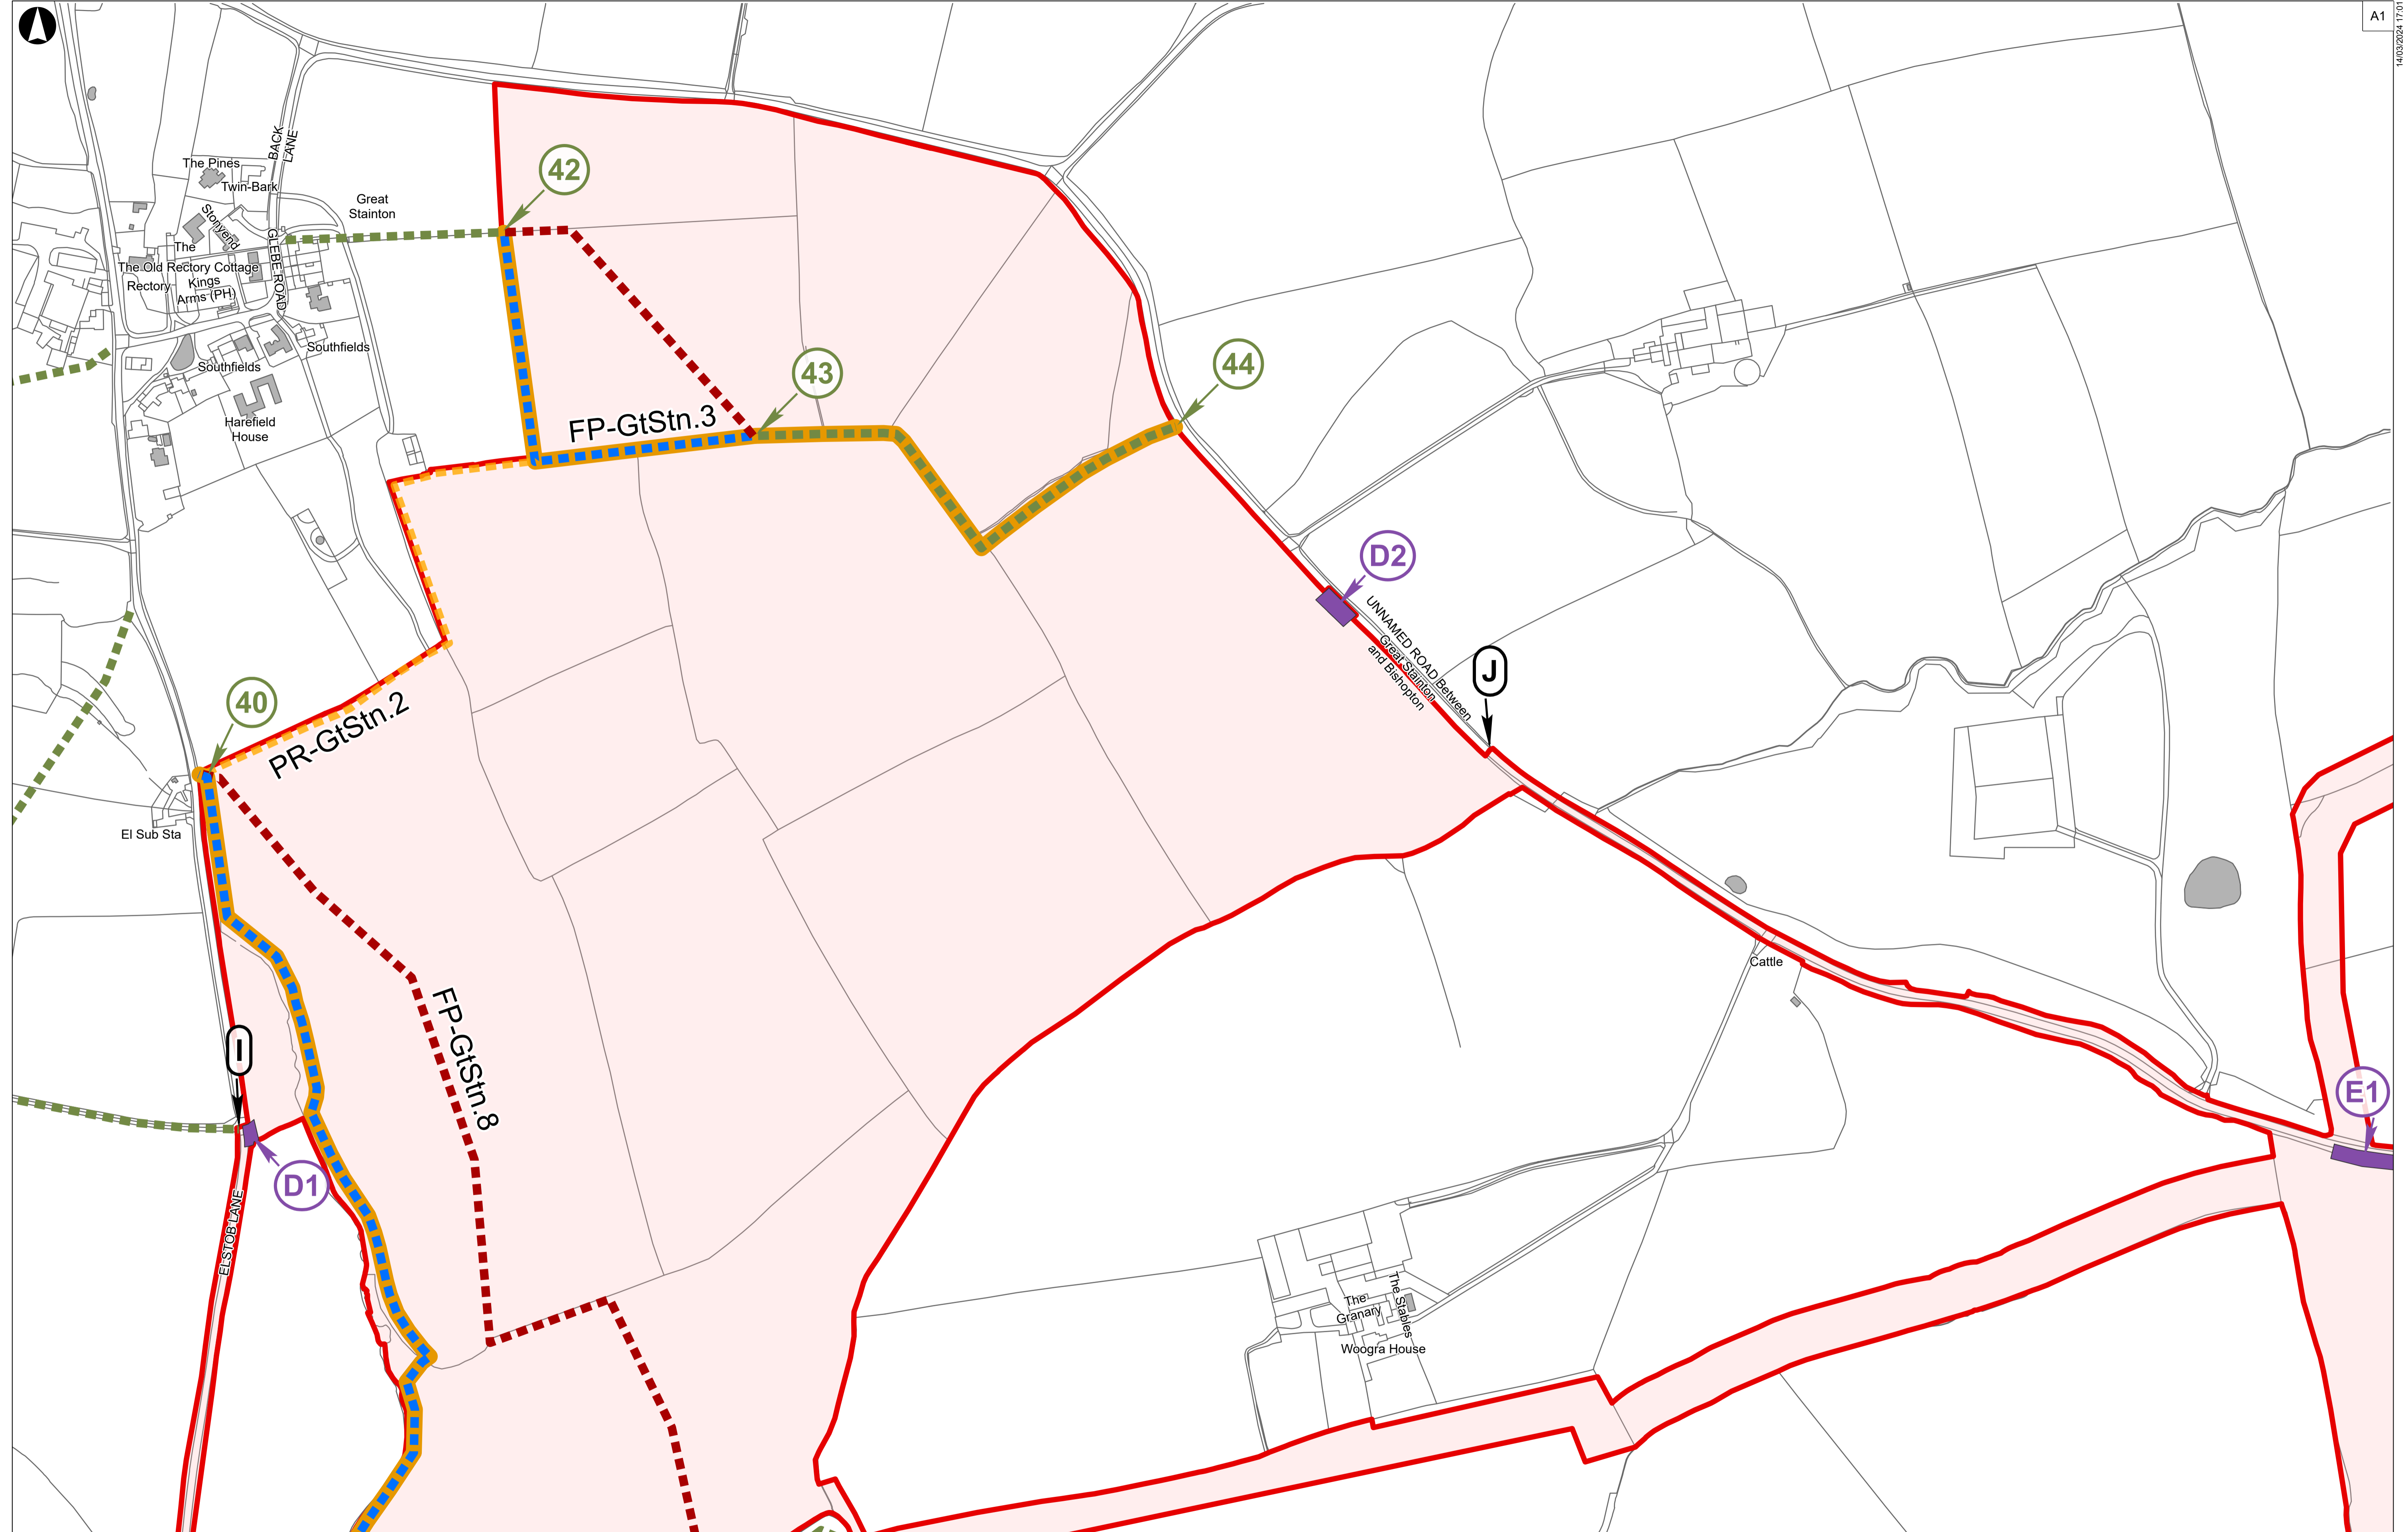 A1
14/03/2024 17:01
BACK
LANE
The Pines
Twin-Bark
42
Great
Stainton
Stonyend
The
GLEBE ROAD
The Old Rectory Cottage
Rectory
Kings
Arms (PH)
Southfields
Southfields
43
44
FP-GtStn.3
Harefield
House
D2
UNNAMED ROAD Between
Great Stainton
and Bishopton
J
40
PR-GtStn.2
El Sub Sta
Cattle
FP-GtStn.8
I
E1
D1
ELSTOB LANE
The
Granary
The Stables
Woogra House